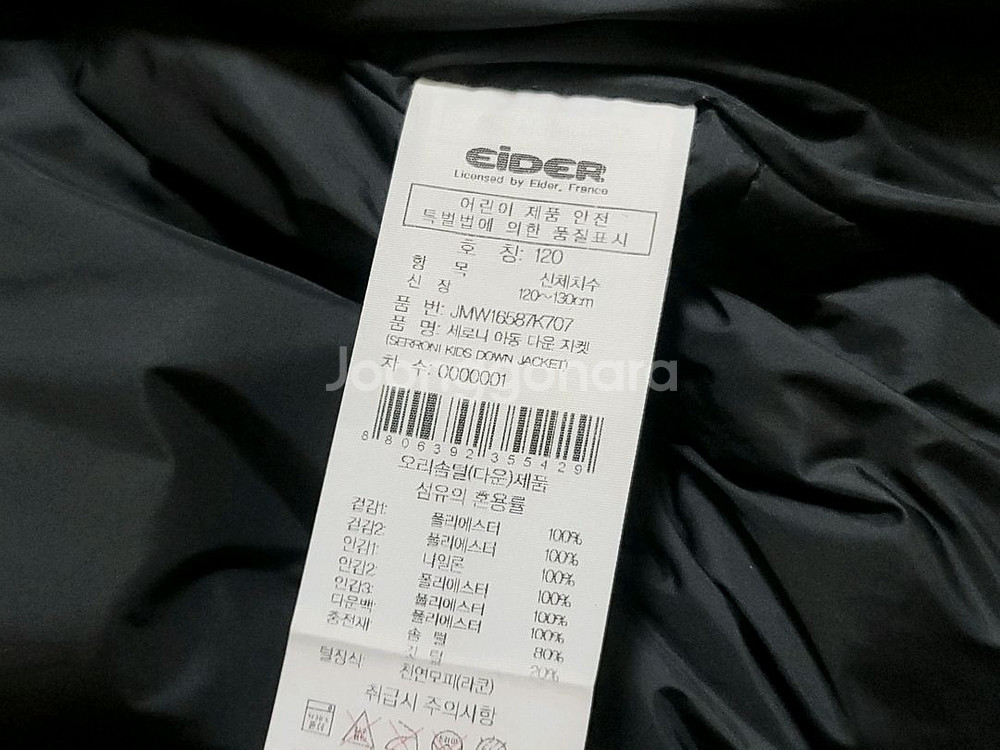 EiDER
Licensed by Eider, France
어린이 제품 안전
특별법에 의한 품질표시
호 칭: 120
항 목 신체치수
신 장 120~130cm
품 번: JMW16587K707
품 명: 세로니 아동 다운 자켓
(SERRONI KIDS DOWN JACKET)
차 수: 0000001
Joonggonara
8 806392 355429
오리솜털(다운)제품
섬유의 혼용률
겉감1: 폴리에스터 100%
겉감2: 폴리에스터 100%
안감1: 나일론 100%
안감2: 폴리에스터 100%
안감3: 폴리에스터 100%
다운백: 폴리에스터 100%
충전재: 솜 털 80%
깃 털 20%
털장식: 천연모피(라쿤)
취급시 주의사항